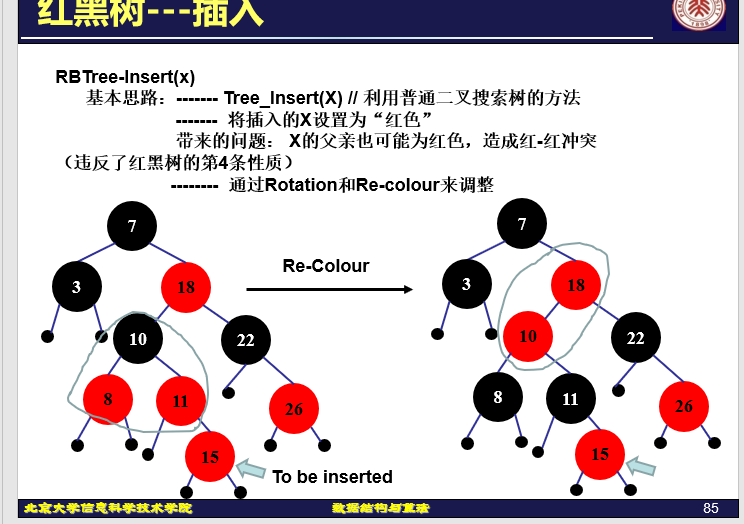 红黑树---插入
RBTree-Insert(x)
基本思路：------- Tree_Insert(X) // 利用普通二叉搜索树的方法
------- 将插入的X设置为“红色”
带来的问题： X的父亲也可能为红色，造成红-红冲突
（违反了红黑树的第4条性质）
-------- 通过Rotation和Re-colour来调整
7
3
18
10
22
8
11
26
15
To be inserted
Re-Colour
7
3
18
10
22
8
11
26
15
北京大学信息科学技术学院 数据结构与算法 85